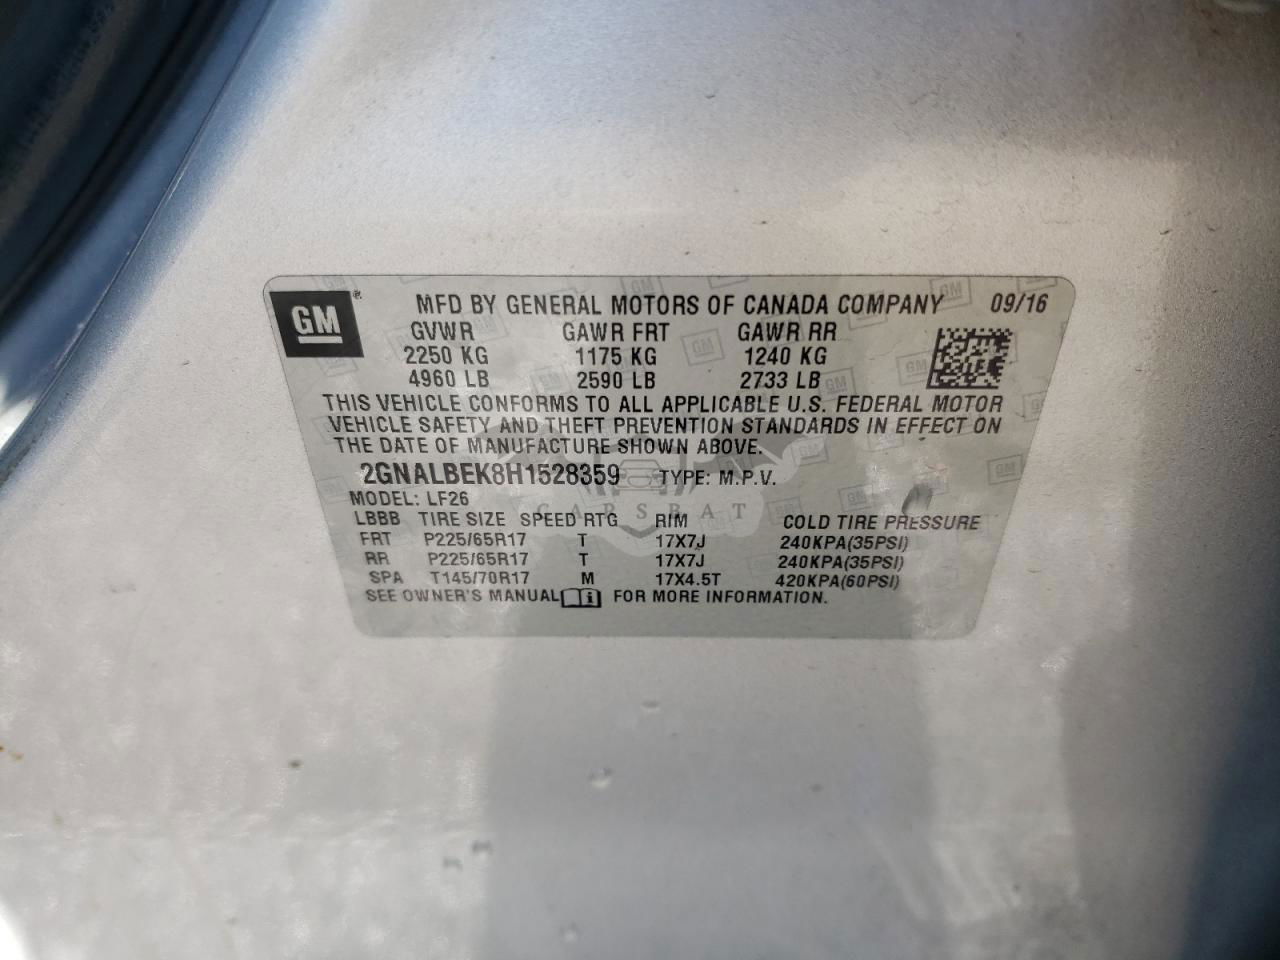 GM ® MFD BY GENERAL MOTORS OF CANADA COMPANY 09/16
GVWR GAWR FRT GAWR RR
2250 KG 1175 KG 1240 KG
4960 LB 2590 LB 2733 LB
THIS VEHICLE CONFORMS TO ALL APPLICABLE U.S. FEDERAL MOTOR
VEHICLE SAFETY AND THEFT PREVENTION STANDARDS IN EFFECT ON
THE DATE OF MANUFACTURE SHOWN ABOVE.
2GNALBEK8H1528359 TYPE: M.P.V.
MODEL: LF26
CARSBAT
LBBB TIRE SIZE SPEED RTG RIM COLD TIRE PRESSURE
FRT P225/65R17 T 17X7J 240KPA(35PSI)
RR P225/65R17 T 17X7J 240KPA(35PSI)
SPA T145/70R17 M 17X4.5T 420KPA(60PSI)
SEE OWNER'S MANUAL i FOR MORE INFORMATION.